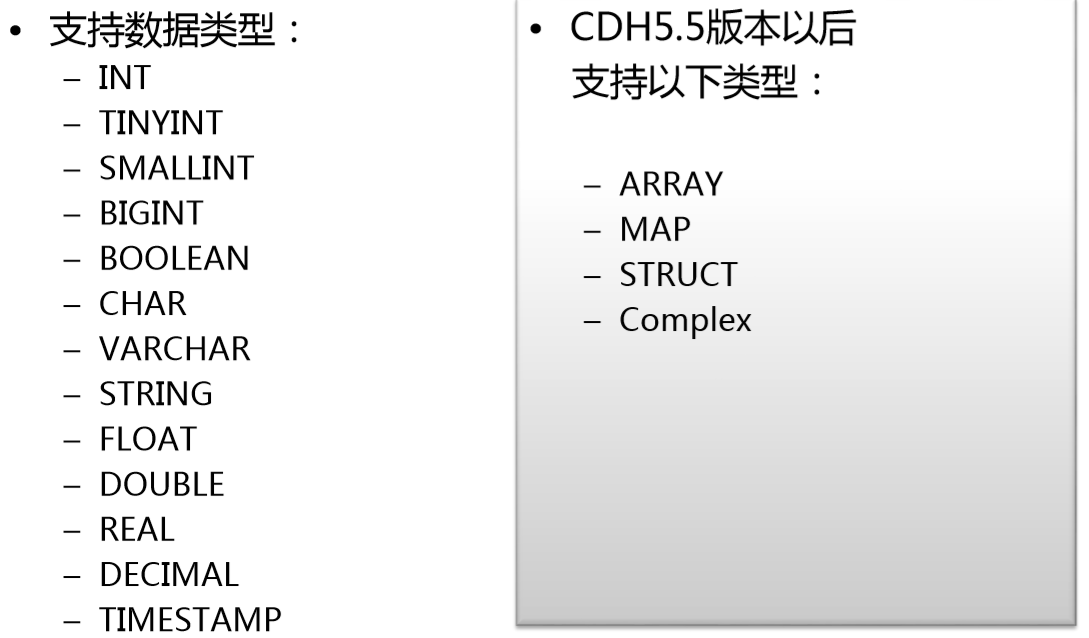 • 支持数据类型：
– INT
– TINYINT
– SMALLINT
– BIGINT
– BOOLEAN
– CHAR
– VARCHAR
– STRING
– FLOAT
– DOUBLE
– REAL
– DECIMAL
– TIMESTAMP
• CDH5.5版本以后
支持以下类型：
– ARRAY
– MAP
– STRUCT
– Complex